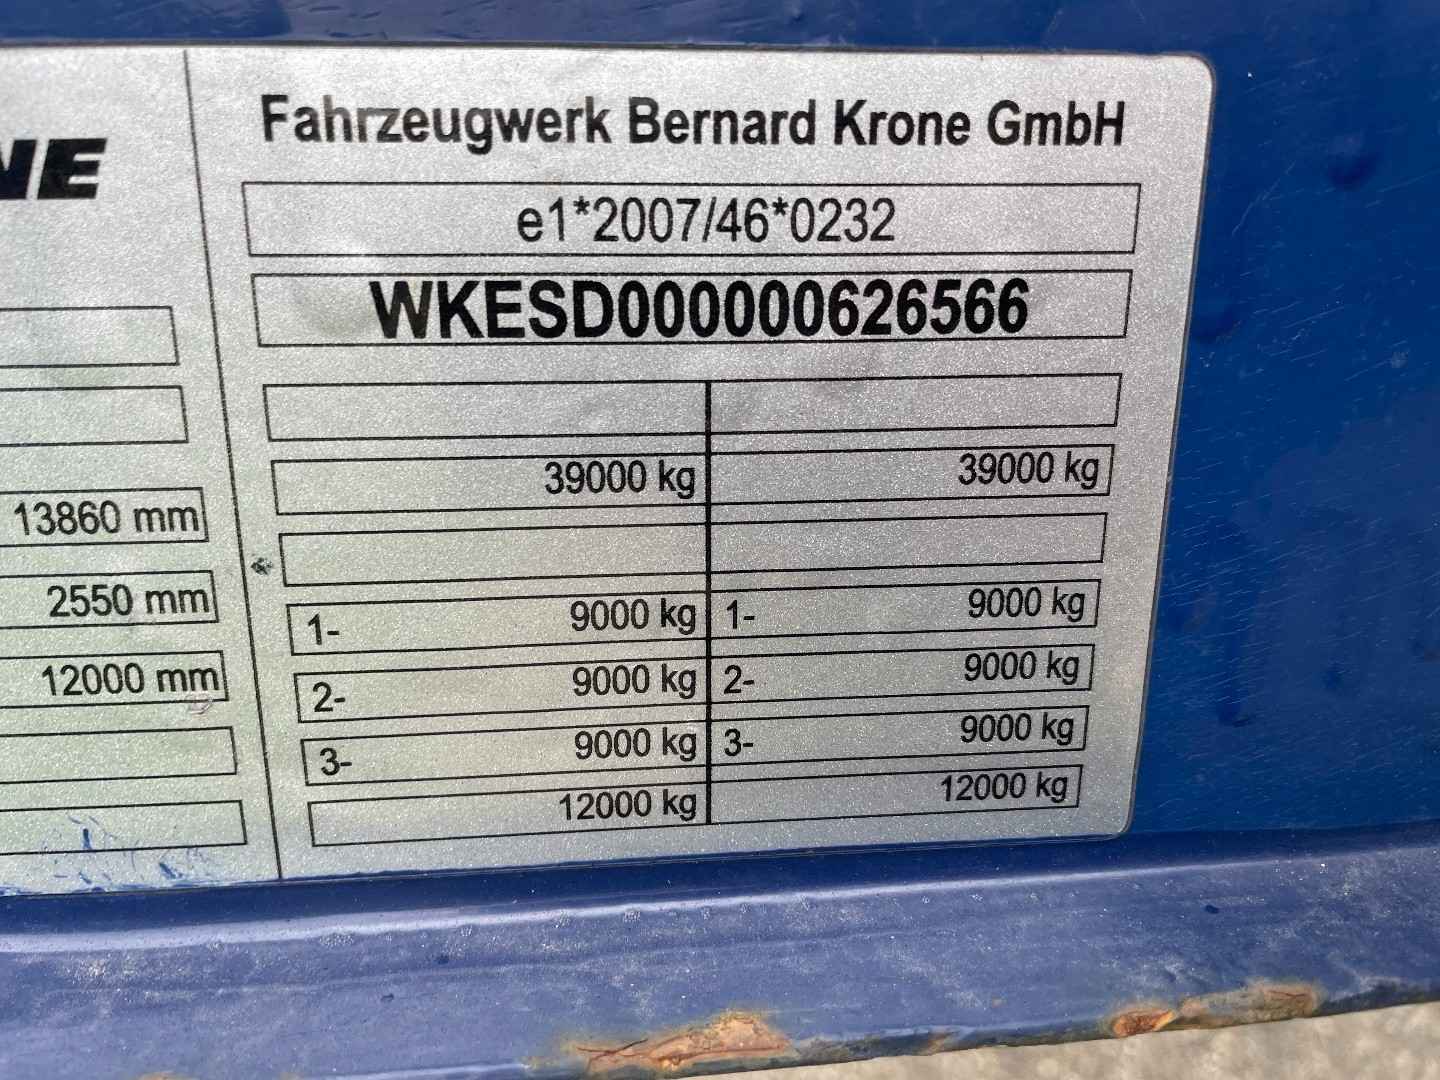 Fahrzeugwerk Bernard Krone GmbH
NE
e1*2007/46*0232
WKESD000000626566
39000 kg 39000 kg
13860 mm
2550 mm
12000 mm
1- 9000 kg 1- 9000 kg
2- 9000 kg 2- 9000 kg
3- 9000 kg 3- 9000 kg
12000 kg 12000 kg